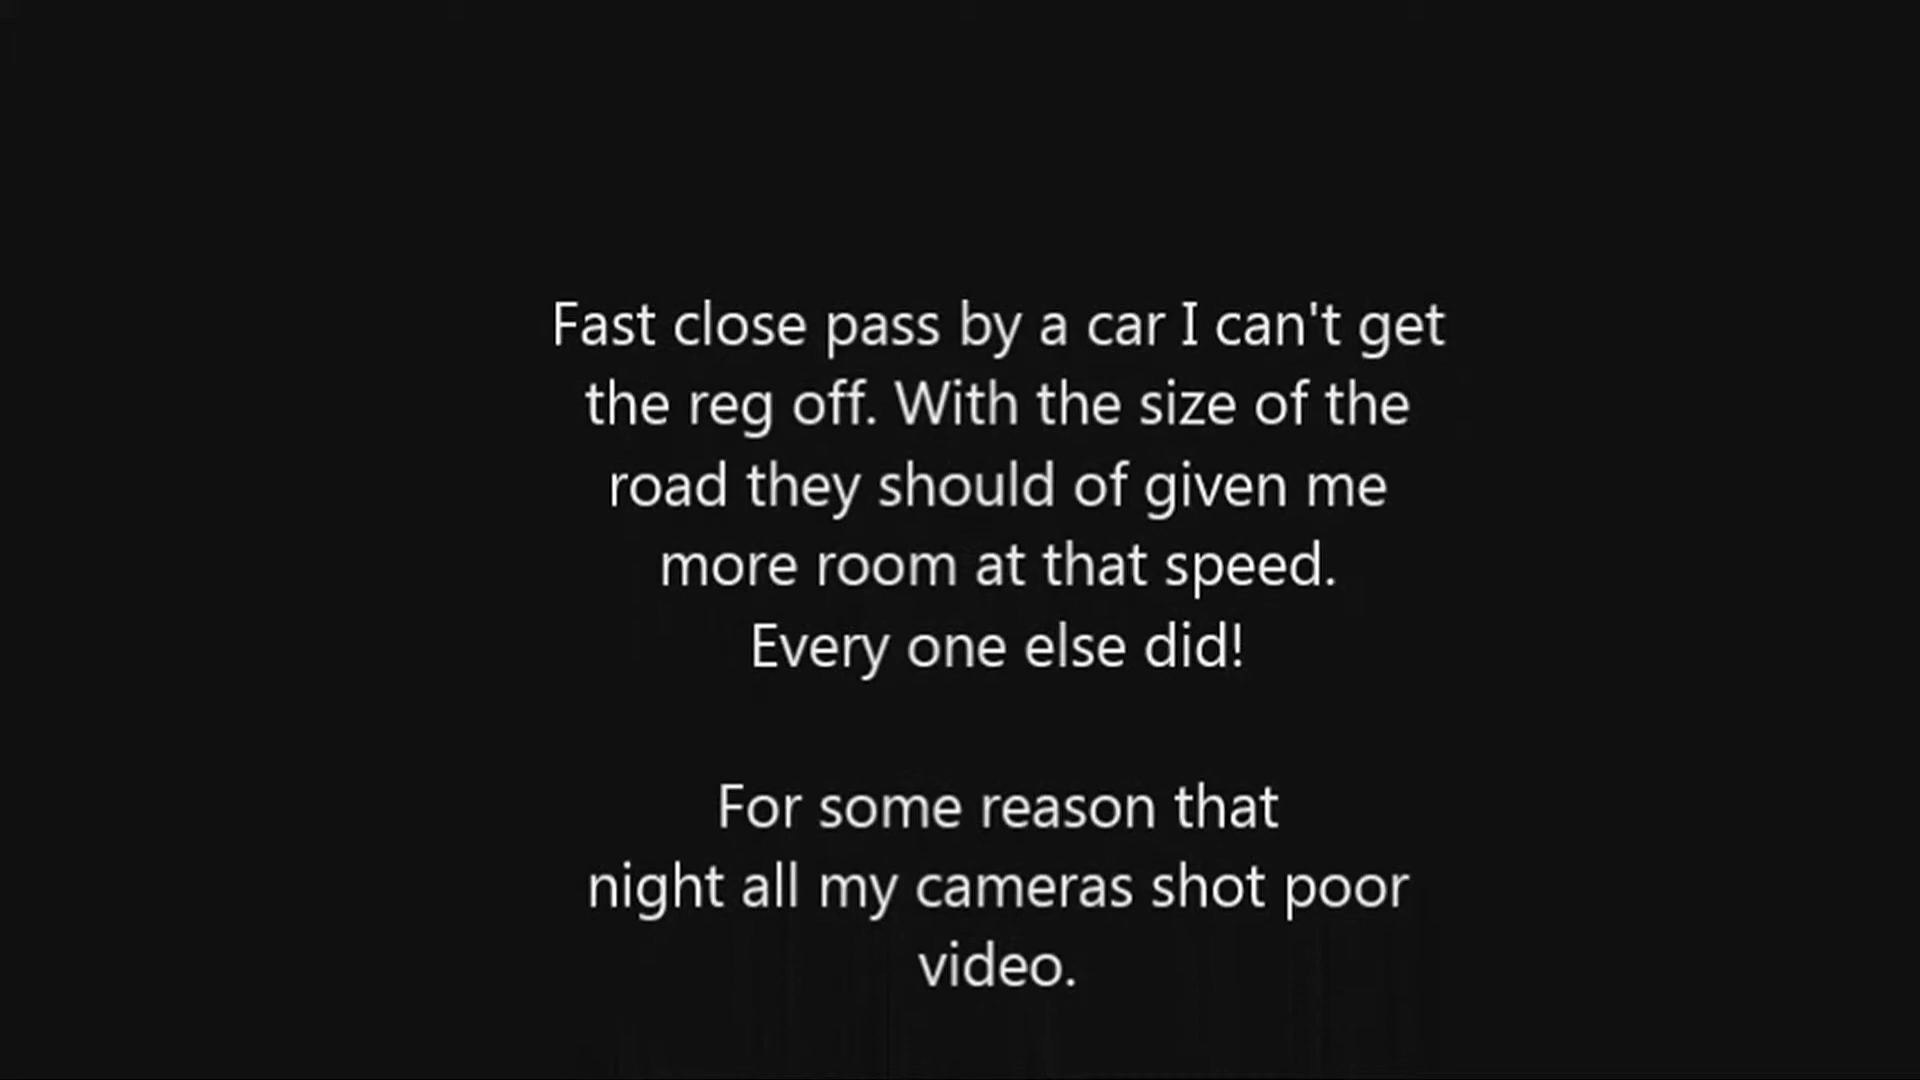 Fast close pass by a car I can't get
the reg off. With the size of the
road they should of given me
more room at that speed.
Every one else did!
For some reason that
night all my cameras shot poor
video.